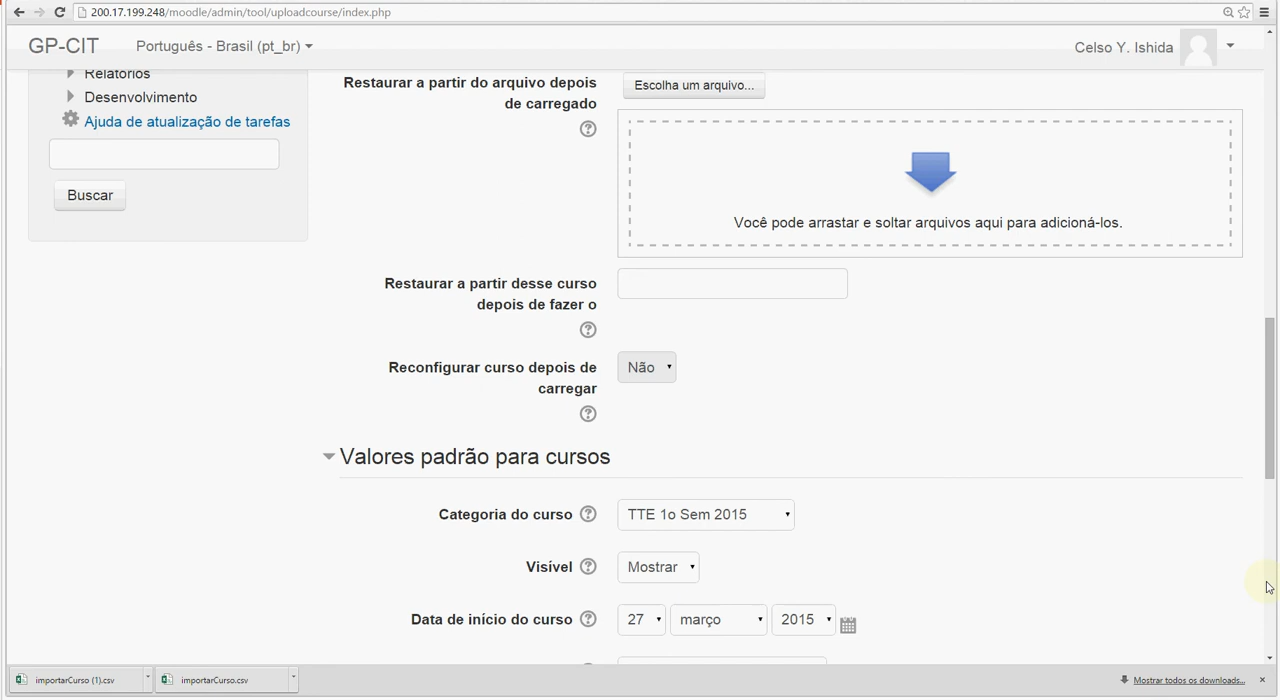 200.17.199.248/moodle/admin/tool/uploadcourse/index.php
GP-CIT
Português - Brasil (pt_br)
Celso Y. Ishida
Relatórios
Desenvolvimento
Ajuda de atualização de tarefas
Buscar
Restaurar a partir do arquivo depois
de carregado
Escolha um arquivo...
Você pode arrastar e soltar arquivos aqui para adicioná-los.
Restaurar a partir desse curso
depois de fazer o
Reconfigurar curso depois de
carregar
Não
Valores padrão para cursos
Categoria do curso
TTE 1o Sem 2015
Visível
Mostrar
Data de início do curso
27
março
2015
importarCurso (1).csv
importarCurso.csv
Mostrar todos os downloads...